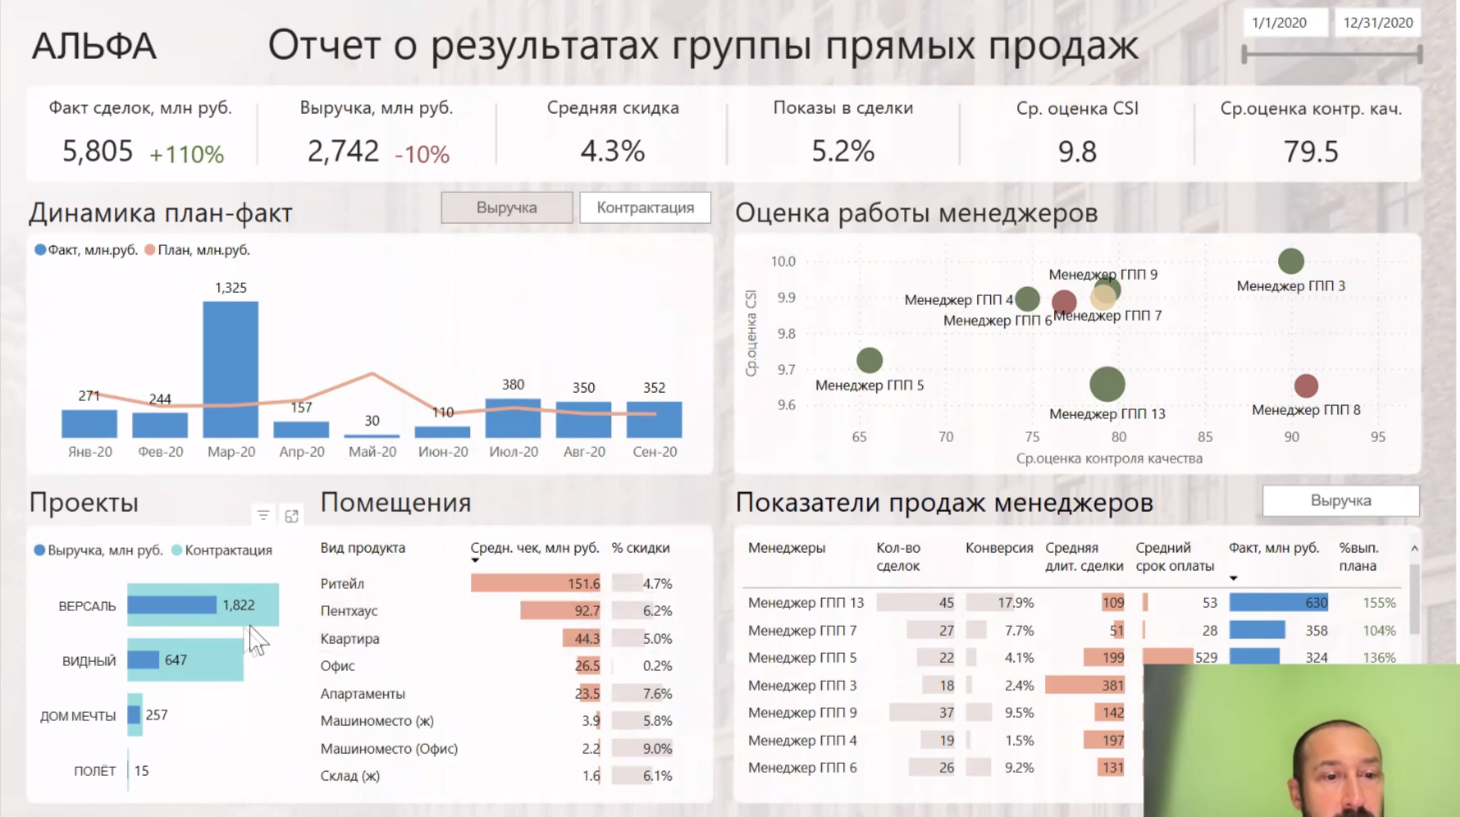 АЛЬФА
Отчет о результатах группы прямых продаж
1/1/2020 12/31/2020
Факт сделок, млн руб. Выручка, млн руб. Средняя скидка Показы в сделки Ср. оценка CSI Ср.оценка контр. кач.
5,805 +110% 2,742 -10% 4.3% 5.2% 9.8 79.5
Динамика план-факт
Выручка Контрактация
Факт, млн.руб. План, млн.руб.
1,325
271 244 157 30 110 380 350 352
Янв-20 Фев-20 Мар-20 Апр-20 Май-20 Июн-20 Июл-20 Авг-20 Сен-20
Оценка работы менеджеров
Ср.оценка CSI
10.0
9.9
9.8
9.7
9.6
Менеджер ГПП 9
Менеджер ГПП 3
Менеджер ГПП 4
Менеджер ГПП 6
Менеджер ГПП 7
Менеджер ГПП 5
Менеджер ГПП 13
Менеджер ГПП 8
65 70 75 80 85 90 95
Ср.оценка контроля качества
Проекты
Выручка, млн руб. Контрактация
ВЕРСАЛЬ 1,822
ВИДНЫЙ 647
ДОМ МЕЧТЫ 257
ПОЛЁТ 15
Помещения
Вид продукта Средн. чек, млн руб. % скидки
Ритейл 151.6 4.7%
Пентхаус 92.7 6.2%
Квартира 44.3 5.0%
Офис 26.5 0.2%
Апартаменты 23.5 7.6%
Машиноместо (ж) 3.9 5.8%
Машиноместо (Офис) 2.2 9.0%
Склад (ж) 1.6 6.1%
Показатели продаж менеджеров
Выручка
Менеджеры Кол-во Конверсия Средняя Средний Факт, млн руб. %вып.
сделок длит. сделки срок оплаты плана
Менеджер ГПП 13 45 17.9% 109 53 630 155%
Менеджер ГПП 7 27 7.7% 51 28 358 104%
Менеджер ГПП 5 22 4.1% 199 529 324 136%
Менеджер ГПП 3 18 2.4% 381
Менеджер ГПП 9 37 9.5% 142
Менеджер ГПП 4 19 1.5% 197
Менеджер ГПП 6 26 9.2% 131